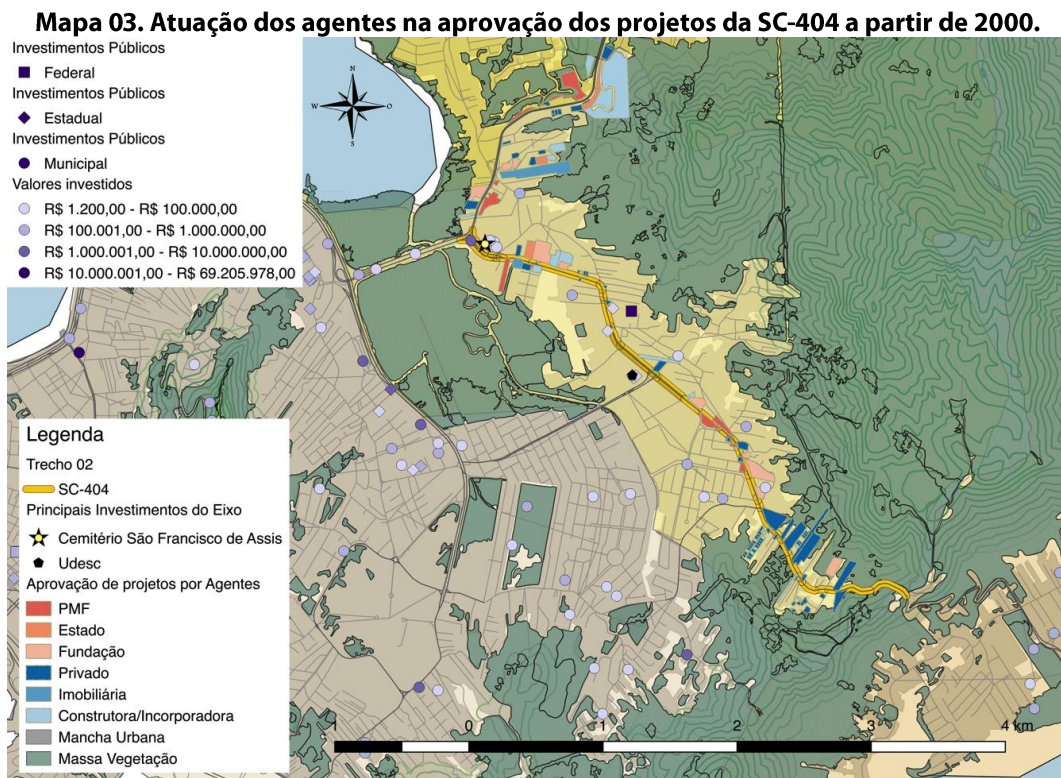 Mapa 03. Atuação dos agentes na aprovação dos projetos da SC-404 a partir de 2000.
Investimentos Públicos
Federal
Investimentos Públicos
Estadual
Investimentos Públicos
Municipal
Valores investidos
R$ 1.200,00 - R$ 100.000,00
R$ 100.001,00 - R$ 1.000.000,00
R$ 1.000.001,00 - R$ 10.000.000,00
R$ 10.000.001,00 - R$ 69.205.978,00
N
W O
S
Legenda
Trecho 02
SC-404
Principais Investimentos do Eixo
Cemitério São Francisco de Assis
Udesc
Aprovação de projetos por Agentes
PMF
Estado
Fundação
Privado
Imobiliária
Construtora/Incorporadora
Mancha Urbana
Massa Vegetação
1 0 1 2 3 4 km